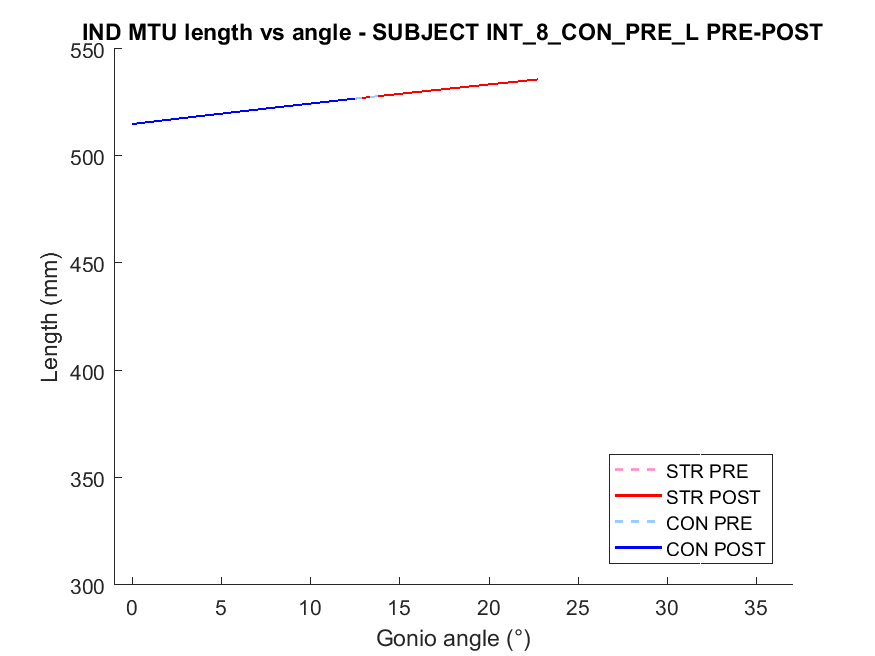 IND MTU length vs angle - SUBJECT INT_8_CON_PRE_L PRE-POST
550
500
450
400
350
300
Length (mm)
0 5 10 15 20 25 30 35
Gonio angle (°)
STR PRE
STR POST
CON PRE
CON POST